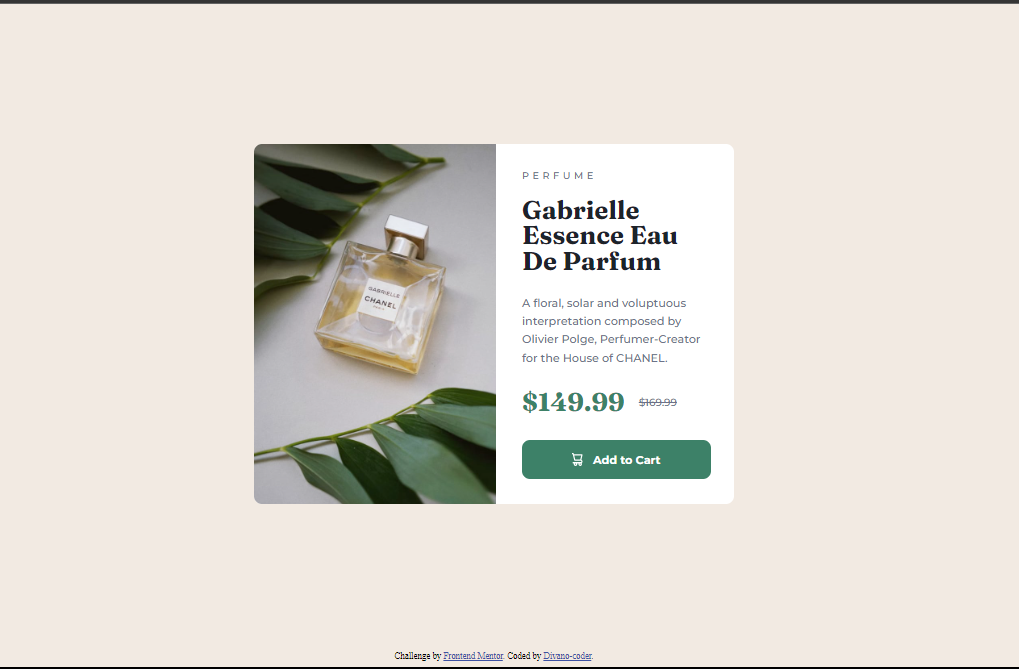 PERFUME
Gabrielle
Essence Eau
De Parfum
GABRIELLE
CHANEL
A floral, solar and voluptuous
interpretation composed by
Olivier Polge, Perfumer-Creator
for the House of CHANEL.
$149.99 $169.99
Add to Cart
Challenge by Frontend Mentor. Coded by Divano-coder.